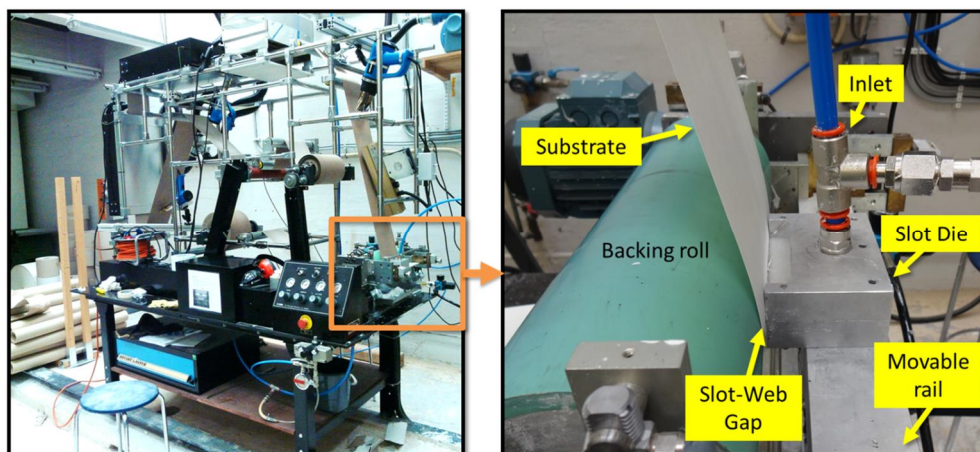 Inlet
Substrate
Backing roll
Slot Die
Slot-Web
Gap
Movable
rail